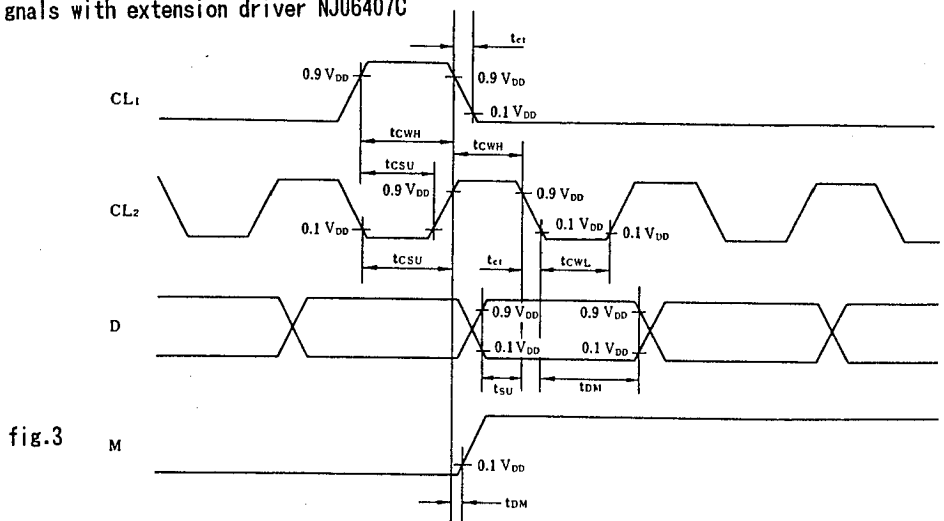 gnals with extension driver NJU6407C
tct
0.9 VDD
0.9 VDD
CL1
0.1 VDD
tCWH
tCWH
tCSU
0.9 VDD
0.9 VDD
CL2
0.1 VDD
0.1 VDD
0.1 VDD
tCSU
tct
tCWL
D
0.9 VDD
0.9 VDD
0.1 VDD
0.1 VDD
tSU
tDM
fig.3
M
0.1 VDD
tDM